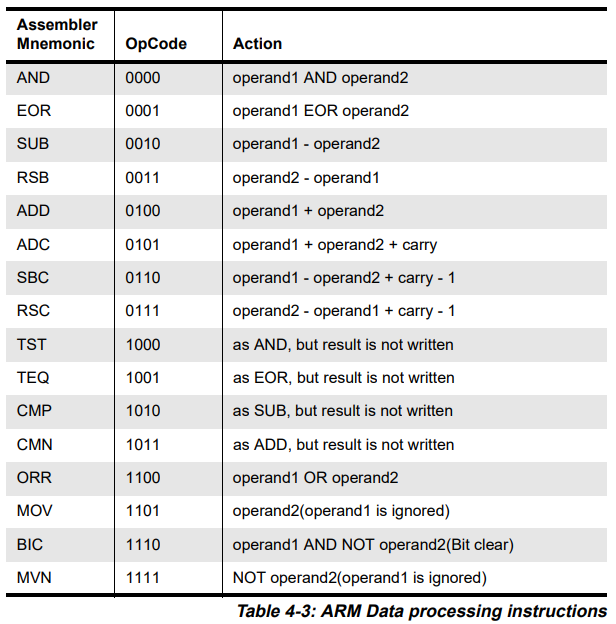 Assembler
Mnemonic OpCode Action
AND 0000 operand1 AND operand2
EOR 0001 operand1 EOR operand2
SUB 0010 operand1 - operand2
RSB 0011 operand2 - operand1
ADD 0100 operand1 + operand2
ADC 0101 operand1 + operand2 + carry
SBC 0110 operand1 - operand2 + carry - 1
RSC 0111 operand2 - operand1 + carry - 1
TST 1000 as AND, but result is not written
TEQ 1001 as EOR, but result is not written
CMP 1010 as SUB, but result is not written
CMN 1011 as ADD, but result is not written
ORR 1100 operand1 OR operand2
MOV 1101 operand2(operand1 is ignored)
BIC 1110 operand1 AND NOT operand2(Bit clear)
MVN 1111 NOT operand2(operand1 is ignored)
Table 4-3: ARM Data processing instructions